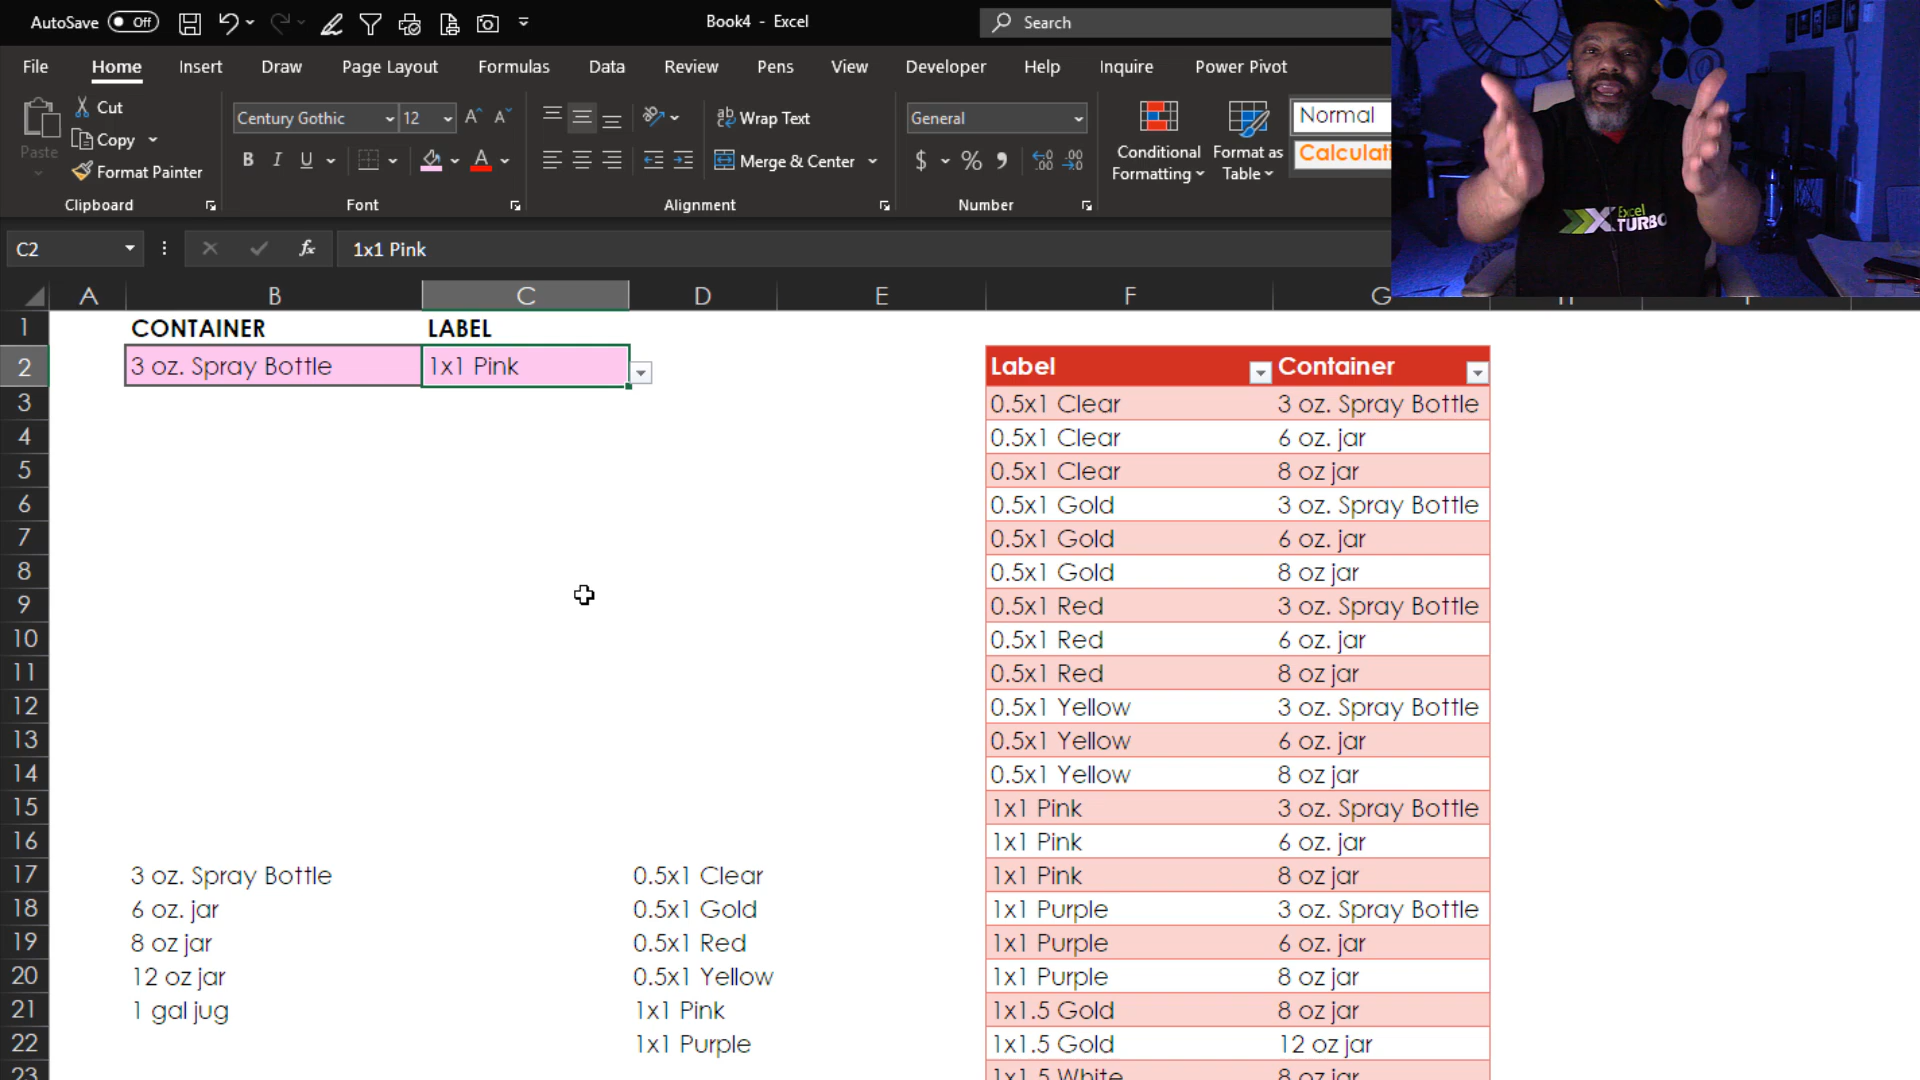 AutoSave Off Book4 - Excel Search
File Home Insert Draw Page Layout Formulas Data Review Pens View Developer Help Inquire Power Pivot
Paste
Cut
Copy
Format Painter
Clipboard
Century Gothic 12
B I U A
Font
Wrap Text
Merge & Center
Alignment
General
$ % , .00
Number
Conditional Formatting
Format as Table
Normal
Calculati
Excel
TURBO
C2 fx 1x1 Pink
A B C D E F G
1 CONTAINER LABEL
2 3 oz. Spray Bottle 1x1 Pink Label Container
3 0.5x1 Clear 3 oz. Spray Bottle
4 0.5x1 Clear 6 oz. jar
5 0.5x1 Clear 8 oz jar
6 0.5x1 Gold 3 oz. Spray Bottle
7 0.5x1 Gold 6 oz. jar
8 0.5x1 Gold 8 oz jar
9 0.5x1 Red 3 oz. Spray Bottle
10 0.5x1 Red 6 oz. jar
11 0.5x1 Red 8 oz jar
12 0.5x1 Yellow 3 oz. Spray Bottle
13 0.5x1 Yellow 6 oz. jar
14 0.5x1 Yellow 8 oz jar
15 1x1 Pink 3 oz. Spray Bottle
16 1x1 Pink 6 oz. jar
17 3 oz. Spray Bottle 0.5x1 Clear 1x1 Pink 8 oz jar
18 6 oz. jar 0.5x1 Gold 1x1 Purple 3 oz. Spray Bottle
19 8 oz jar 0.5x1 Red 1x1 Purple 6 oz. jar
20 12 oz jar 0.5x1 Yellow 1x1 Purple 8 oz jar
21 1 gal jug 1x1 Pink 1x1.5 Gold 8 oz jar
22 1x1 Purple 1x1.5 Gold 12 oz jar
23 1x1.5 White 8 oz jar